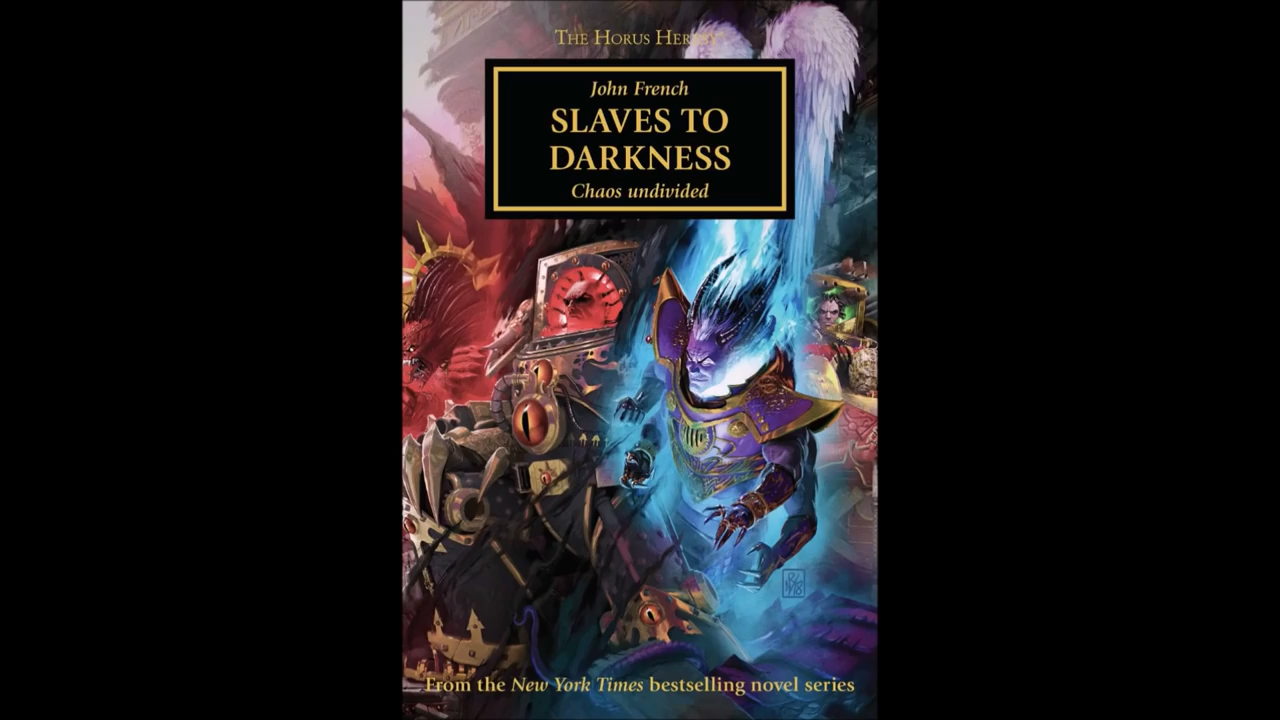 THE HORUS HERESY
John French
SLAVES TO
DARKNESS
Chaos undivided
From the New York Times bestselling novel series